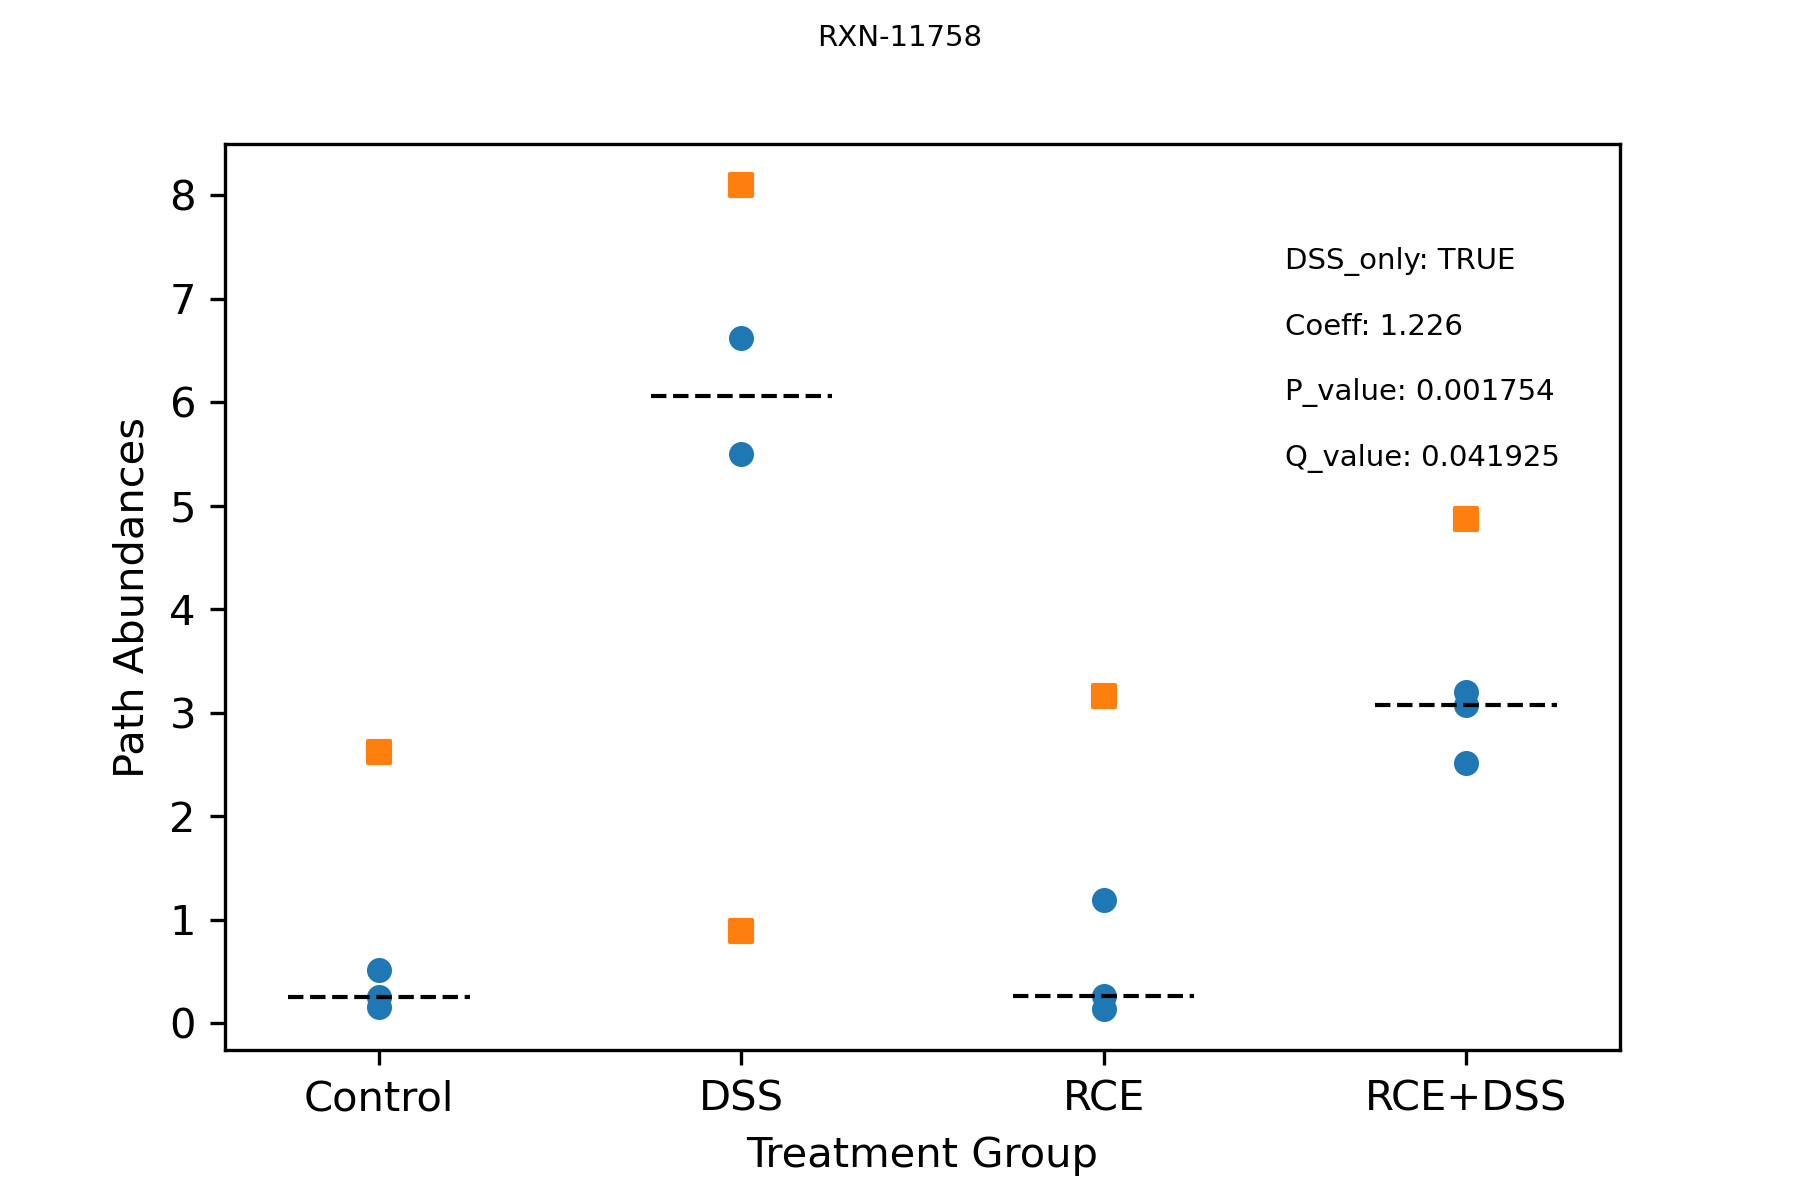 RXN-11758
8
7
6
5
4
3
2
1
0
Path Abundances
DSS_only: TRUE
Coeff: 1.226
P_value: 0.001754
Q_value: 0.041925
Control DSS RCE RCE+DSS
Treatment Group